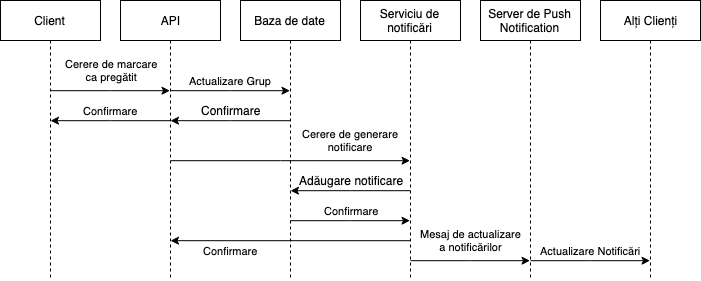 Client
API
Baza de date
Serviciu de
notificări
Server de Push
Notification
Alți Clienți
Cerere de marcare
ca pregătit
Actualizare Grup
Confirmare
Confirmare
Cerere de generare
notificare
Adăugare notificare
Confirmare
Mesaj de actualizare
a notificărilor
Confirmare
Actualizare Notificări